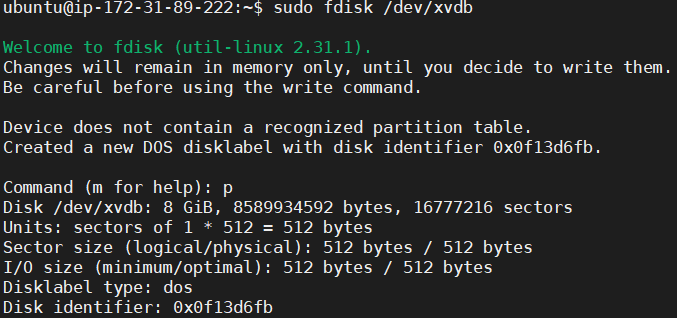 ubuntu@ip-172-31-89-222:~$ sudo fdisk /dev/xvdb
Welcome to fdisk (util-linux 2.31.1).
Changes will remain in memory only, until you decide to write them.
Be careful before using the write command.
Device does not contain a recognized partition table.
Created a new DOS disklabel with disk identifier 0x0f13d6fb.
Command (m for help): p
Disk /dev/xvdb: 8 GiB, 8589934592 bytes, 16777216 sectors
Units: sectors of 1 * 512 = 512 bytes
Sector size (logical/physical): 512 bytes / 512 bytes
I/O size (minimum/optimal): 512 bytes / 512 bytes
Disklabel type: dos
Disk identifier: 0x0f13d6fb